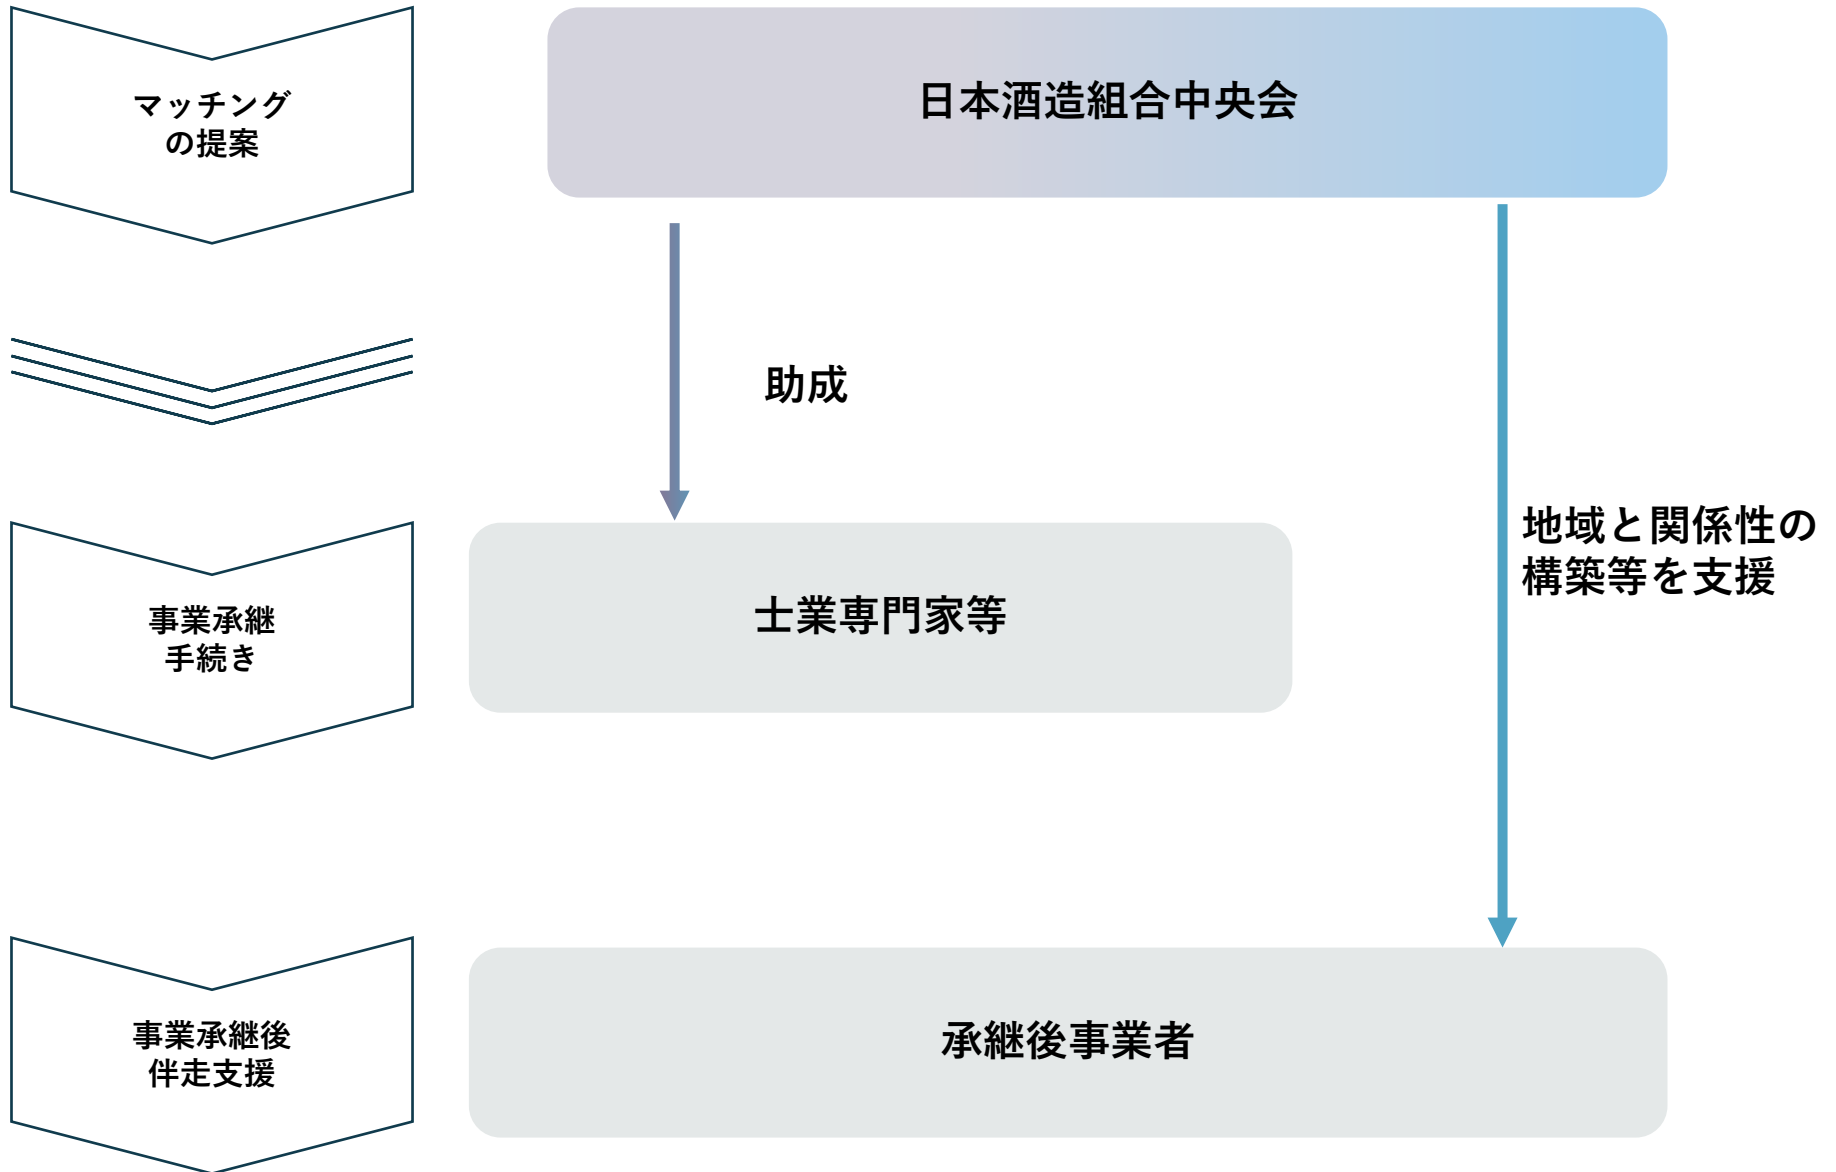 マッチング
の提案
日本酒造組合中央会
助成
地域と関係性の
構築等を支援
事業承継
手続き
士業専門家等
事業承継後
伴走支援
承継後事業者